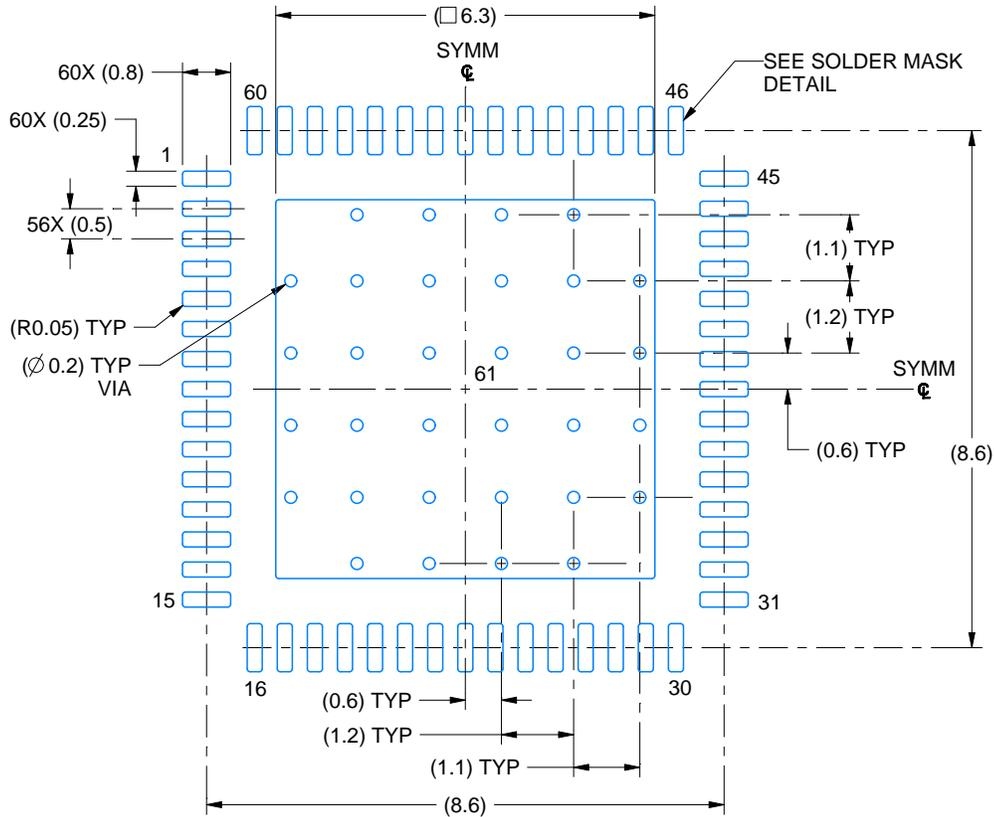 (□ 6.3)
SYMM
℄
SEE SOLDER MASK
DETAIL
60X (0.8)
60
46
60X (0.25)
1
45
56X (0.5)
(1.1) TYP
(1.2) TYP
(R0.05) TYP
(∅ 0.2) TYP
VIA
61
SYMM
℄
(0.6) TYP
(8.6)
15
31
16
30
(0.6) TYP
(1.2) TYP
(1.1) TYP
(8.6)